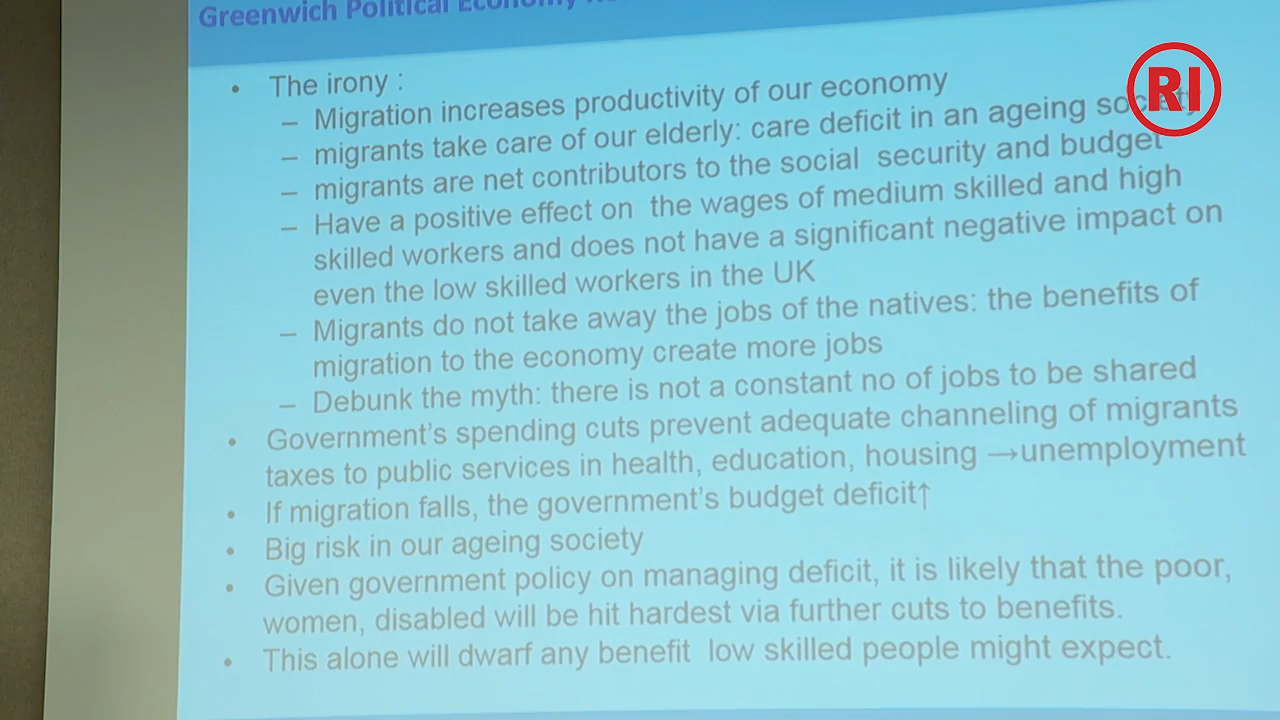 Greenwich Political Economy
RI
• The irony :
– Migration increases productivity of our economy
– migrants take care of our elderly: care deficit in an ageing society
– migrants are net contributors to the social security and budget
– Have a positive effect on the wages of medium skilled and high
skilled workers and does not have a significant negative impact on
even the low skilled workers in the UK
– Migrants do not take away the jobs of the natives: the benefits of
migration to the economy create more jobs
– Debunk the myth: there is not a constant no of jobs to be shared
• Government's spending cuts prevent adequate channeling of migrants
taxes to public services in health, education, housing →unemployment
• If migration falls, the government's budget deficit↑
• Big risk in our ageing society
• Given government policy on managing deficit, it is likely that the poor,
women, disabled will be hit hardest via further cuts to benefits.
• This alone will dwarf any benefit low skilled people might expect.